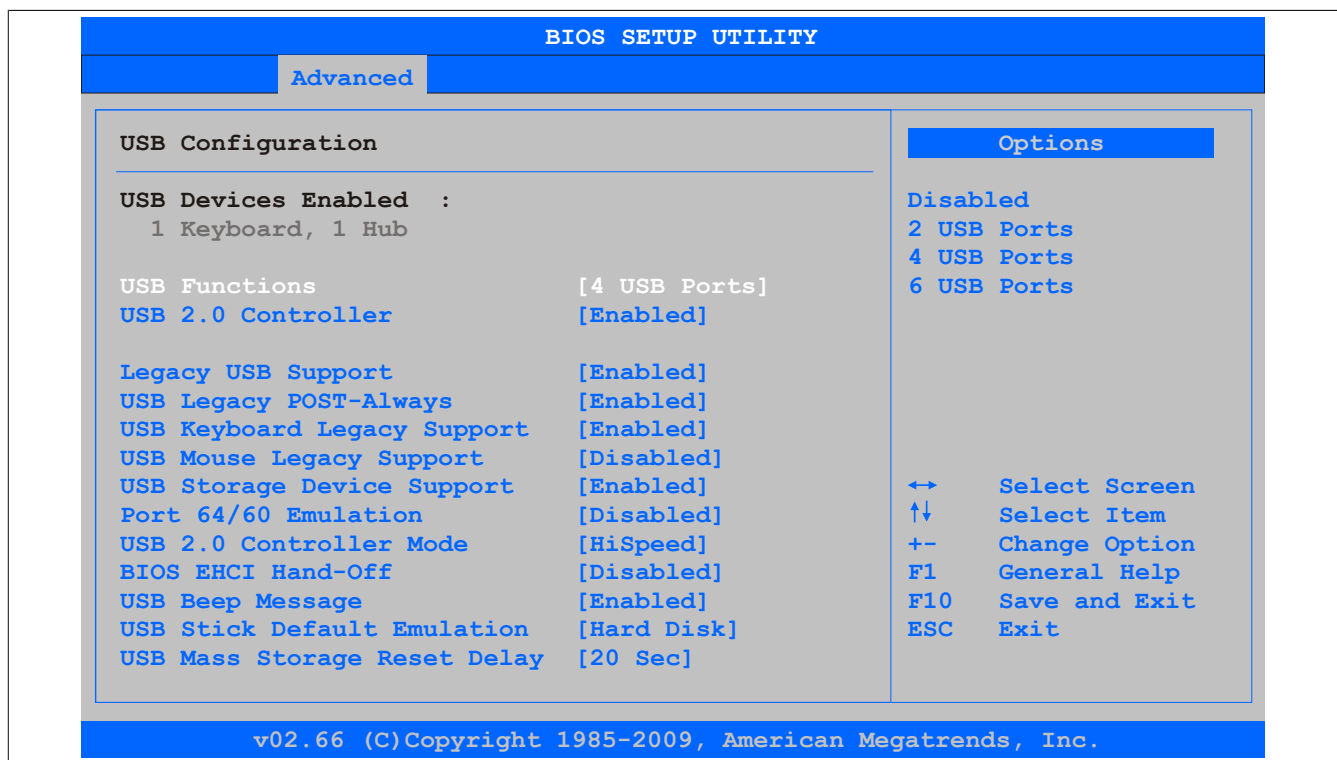 BIOS SETUP UTILITY
Advanced
USB Configuration
USB Devices Enabled :
1 Keyboard, 1 Hub
USB Functions [4 USB Ports]
USB 2.0 Controller [Enabled]
Legacy USB Support [Enabled]
USB Legacy POST-Always [Enabled]
USB Keyboard Legacy Support [Enabled]
USB Mouse Legacy Support [Disabled]
USB Storage Device Support [Enabled]
Port 64/60 Emulation [Disabled]
USB 2.0 Controller Mode [HiSpeed]
BIOS EHCI Hand-Off [Disabled]
USB Beep Message [Enabled]
USB Stick Default Emulation [Hard Disk]
USB Mass Storage Reset Delay [20 Sec]
Options
Disabled
2 USB Ports
4 USB Ports
6 USB Ports
↔ Select Screen
↑↓ Select Item
+- Change Option
F1 General Help
F10 Save and Exit
ESC Exit
v02.66 (C)Copyright 1985-2009, American Megatrends, Inc.